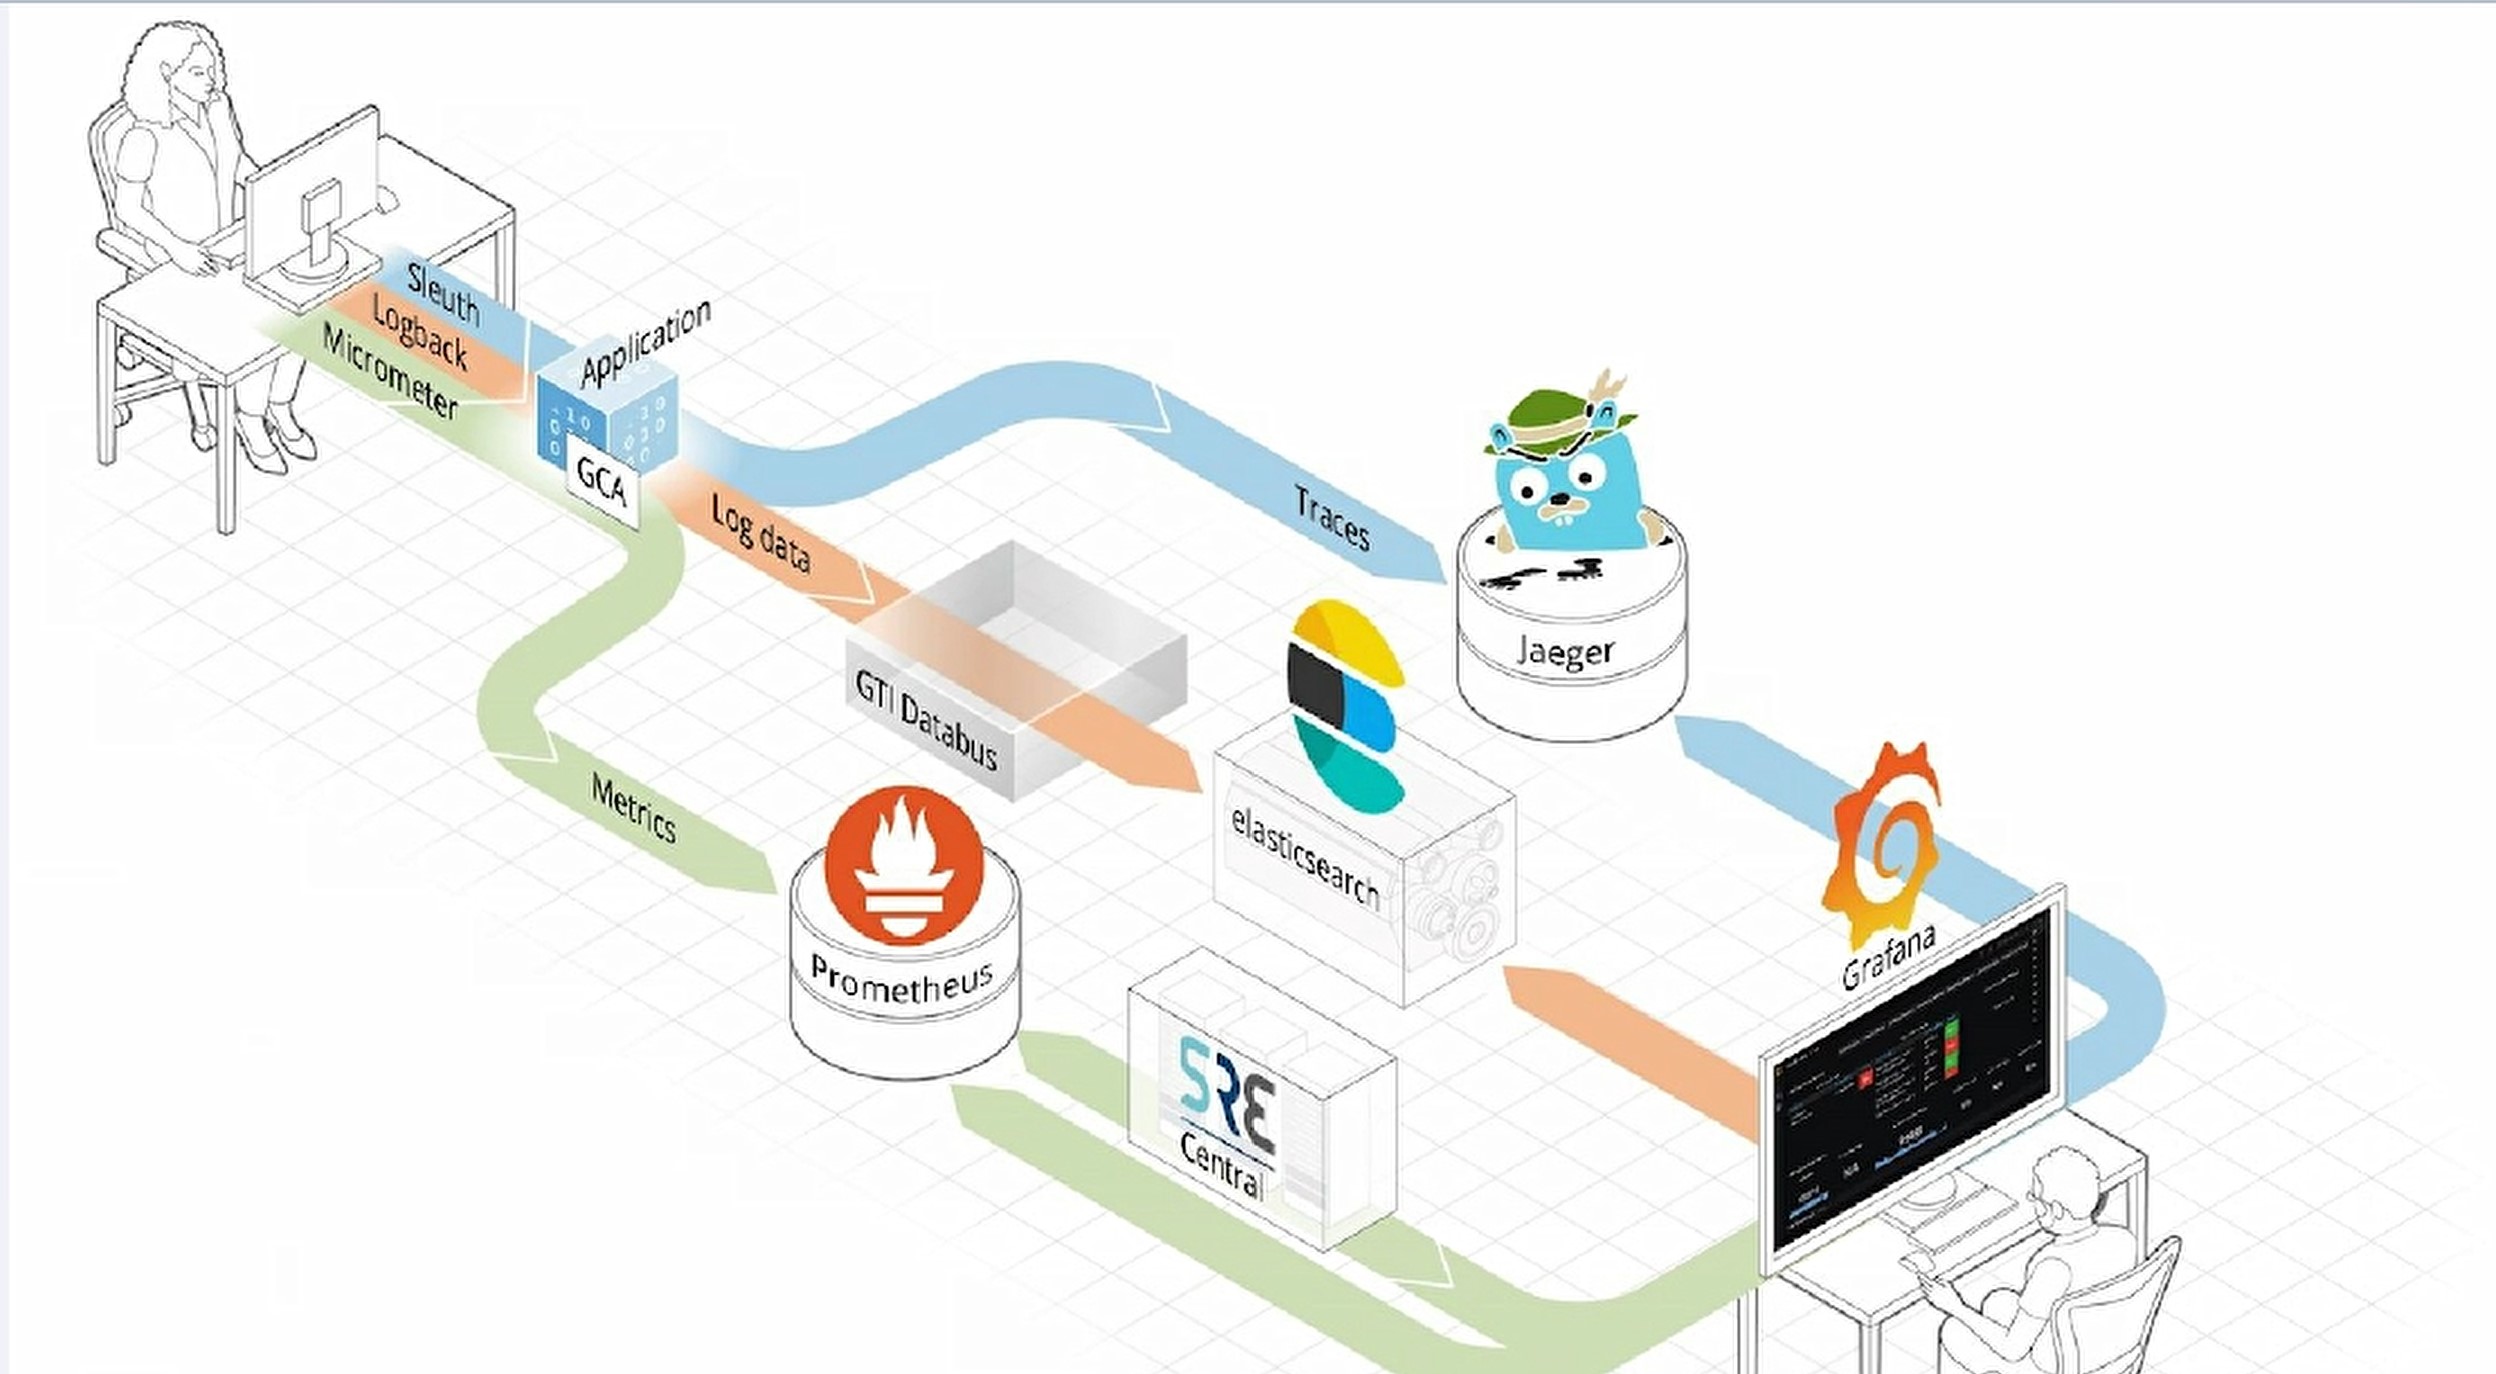 Sleuth
Logback
Micrometer
Application
GCA
Log data
Traces
Jaeger
GTI Databus
elasticsearch
Metrics
Prometheus
SRE
Central
Grafana